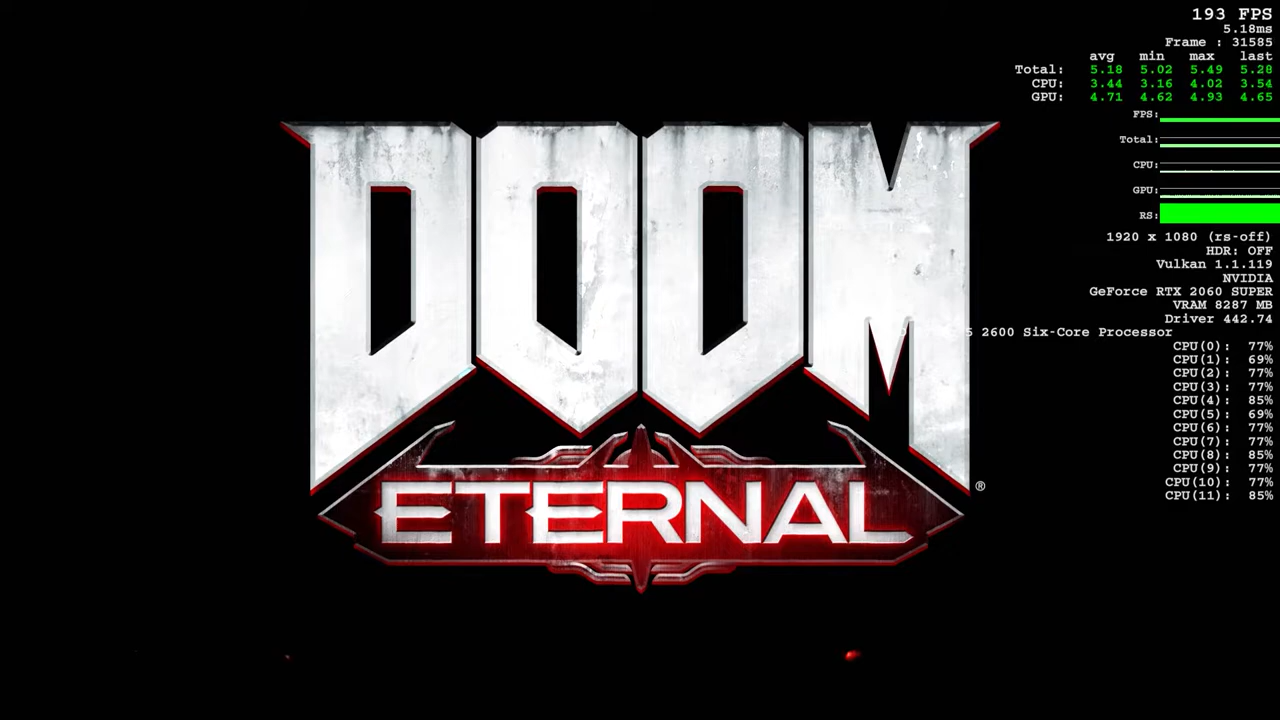 DOOM
ETERNAL
®
193 FPS
5.18ms
Frame : 31585
avg min max last
Total: 5.18 5.02 5.49 5.28
CPU: 3.44 3.16 4.02 3.54
GPU: 4.71 4.62 4.93 4.65
FPS:
Total:
CPU:
GPU:
RS:
1920 x 1080 (rs-off)
HDR: OFF
Vulkan 1.1.119
NVIDIA
GeForce RTX 2060 SUPER
VRAM 8287 MB
Driver 442.74
5 2600 Six-Core Processor
CPU(0): 77%
CPU(1): 69%
CPU(2): 77%
CPU(3): 77%
CPU(4): 85%
CPU(5): 69%
CPU(6): 77%
CPU(7): 77%
CPU(8): 85%
CPU(9): 77%
CPU(10): 77%
CPU(11): 85%